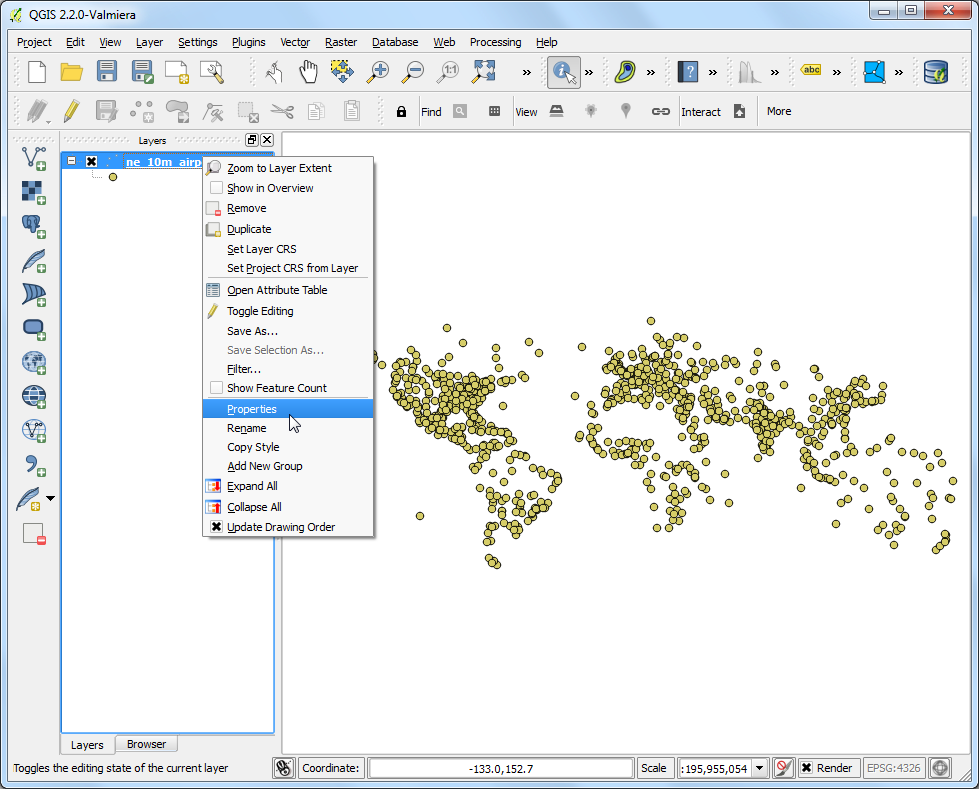 QGIS 2.2.0-Valmiera
Project Edit View Layer Settings Plugins Vector Raster Database Web Processing Help
1:1 » » » ? » » abc » »
Find View Interact More
Layers
ne_10m_airp
Zoom to Layer Extent
Show in Overview
Remove
Duplicate
Set Layer CRS
Set Project CRS from Layer
Open Attribute Table
Toggle Editing
Save As...
Save Selection As...
Filter...
Show Feature Count
Properties
Rename
Copy Style
Add New Group
Expand All
Collapse All
Update Drawing Order
Layers Browser
Toggles the editing state of the current layer Coordinate: -133.0,152.7 Scale :195,955,054 Render EPSG:4326